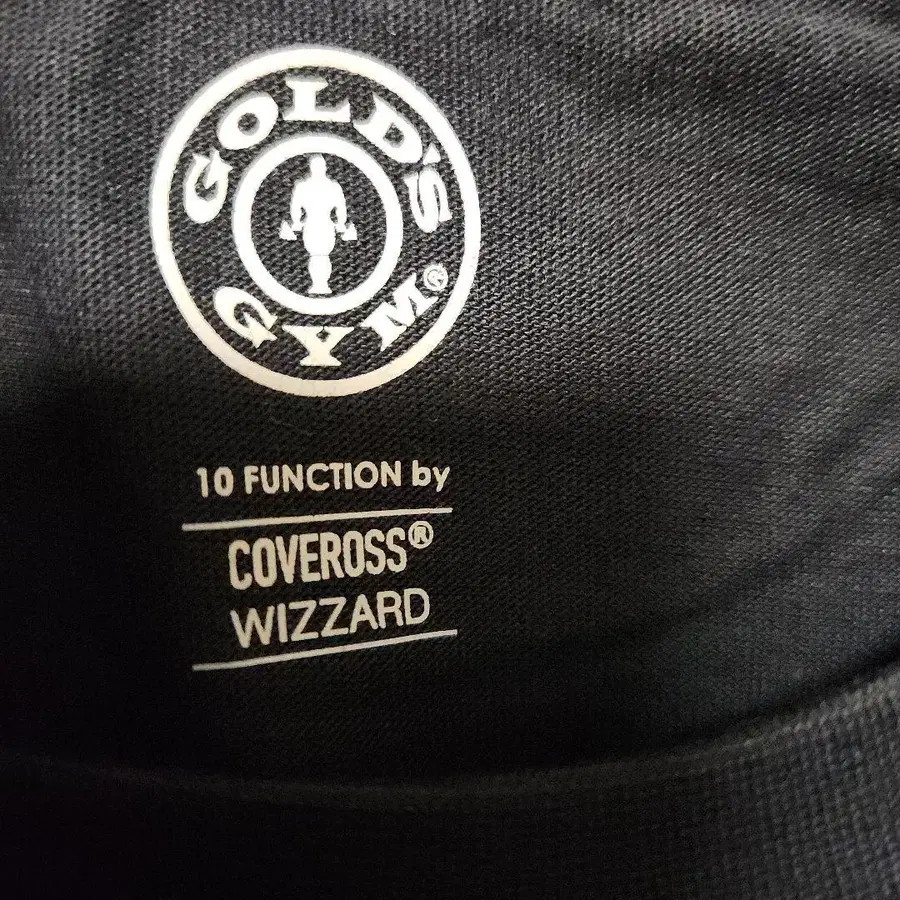 GOLD'S
GYM®
10 FUNCTION by
COVEROSS®
WIZZARD